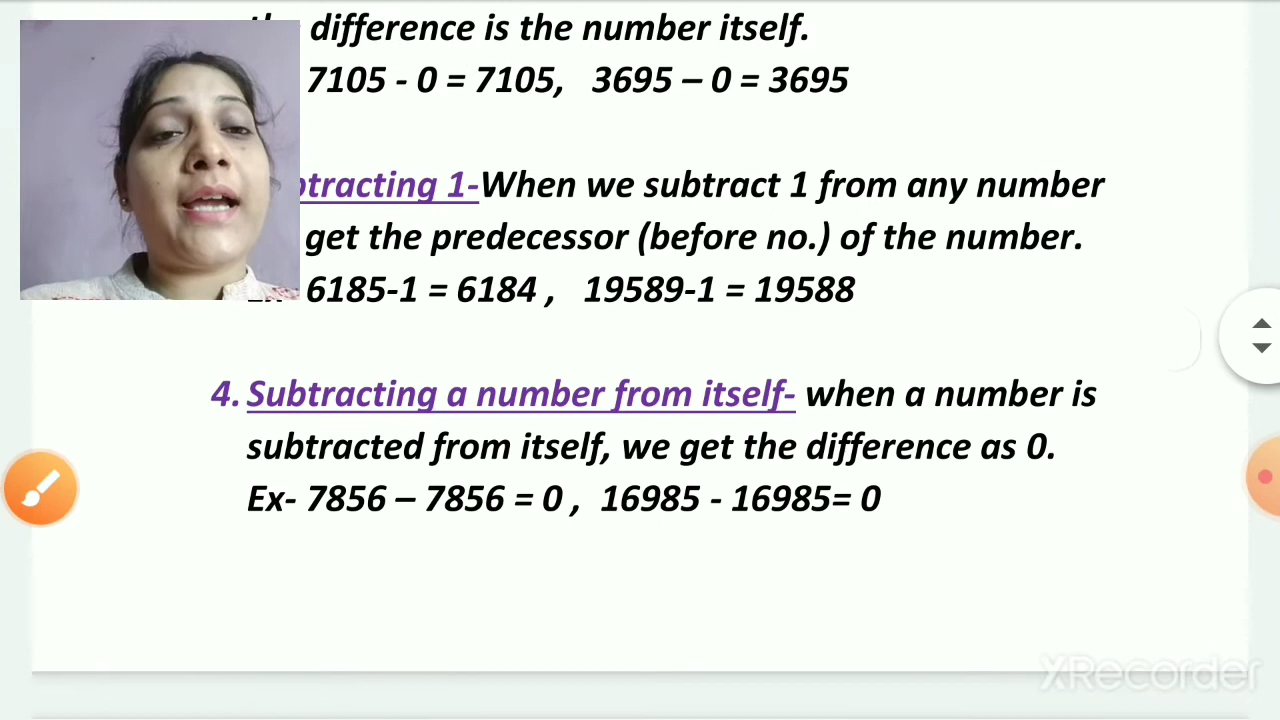 difference is the number itself.
7105 - 0 = 7105, 3695 – 0 = 3695
btracting 1-When we subtract 1 from any number
get the predecessor (before no.) of the number.
6185-1 = 6184 , 19589-1 = 19588
4. Subtracting a number from itself- when a number is
subtracted from itself, we get the difference as 0.
Ex- 7856 – 7856 = 0 , 16985 - 16985= 0
XRecorder